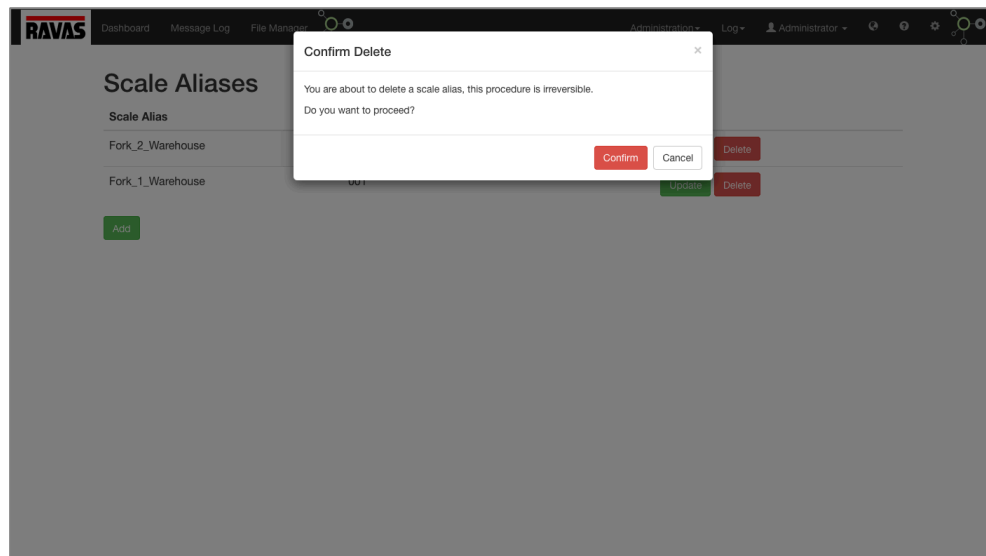 RAVAS
Dashboard Message Log File Manager Administration Log Administrator
Confirm Delete ×
You are about to delete a scale alias, this procedure is irreversible.
Do you want to proceed?
Confirm Cancel
Scale Aliases
Scale Alias
Fork_2_Warehouse Delete
Fork_1_Warehouse 001 Update Delete
Add